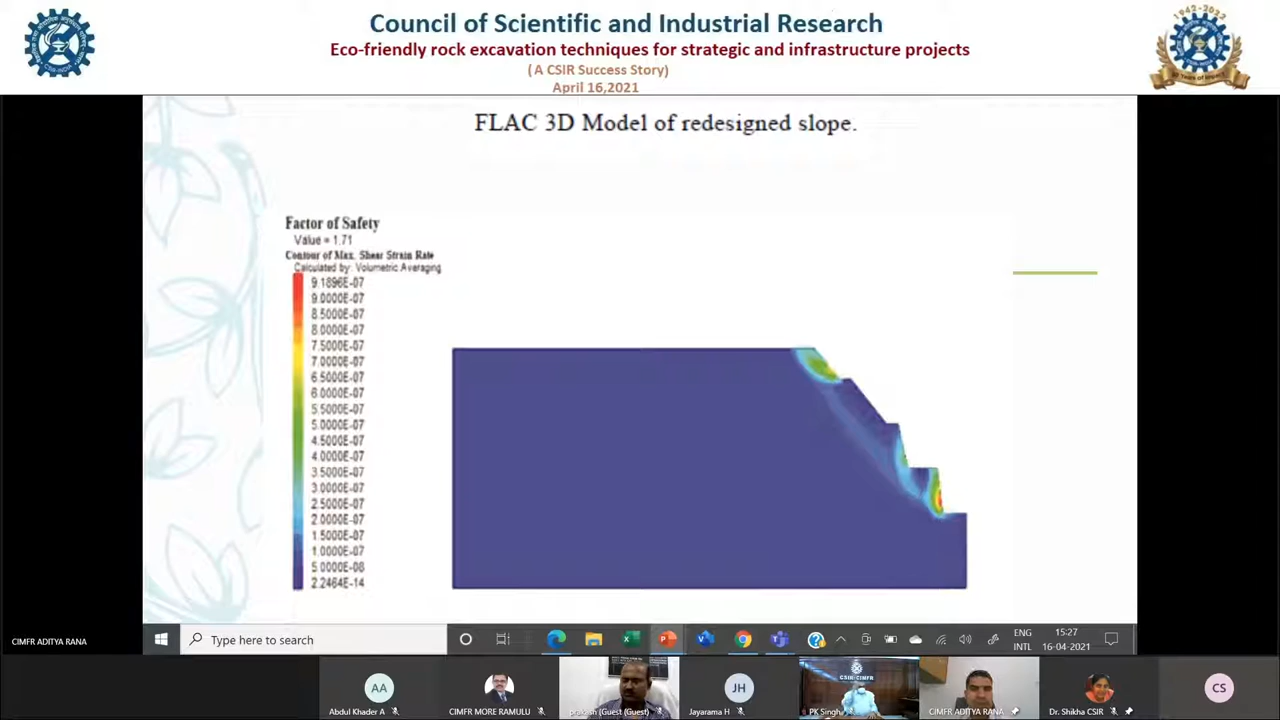 Council of Scientific and Industrial Research
Eco-friendly rock excavation techniques for strategic and infrastructure projects
( A CSIR Success Story)
April 16,2021
1942-2022
FLAC 3D Model of redesigned slope.
Factor of Safety
Value = 1.71
Contour of Max. Shear Strain Rate
Calculated by: Volumetric Averaging
9.1896E-07
9.0000E-07
8.5000E-07
8.0000E-07
7.5000E-07
7.0000E-07
6.5000E-07
6.0000E-07
5.5000E-07
5.0000E-07
4.5000E-07
4.0000E-07
3.5000E-07
3.0000E-07
2.5000E-07
2.0000E-07
1.5000E-07
1.0000E-07
5.0000E-08
2.2464E-14
CIMFR ADITYA RANA
Type here to search
ENG
INTL
15:27
16-04-2021
AA
JH
CSIR-CIMFR
CS
Abdul Khader A
CIMFR MORE RAMULU
prakash (Guest (Guest)
Jayarama H
PK Singh
CIMFR ADITYA RANA
Dr. Shikha CSIR